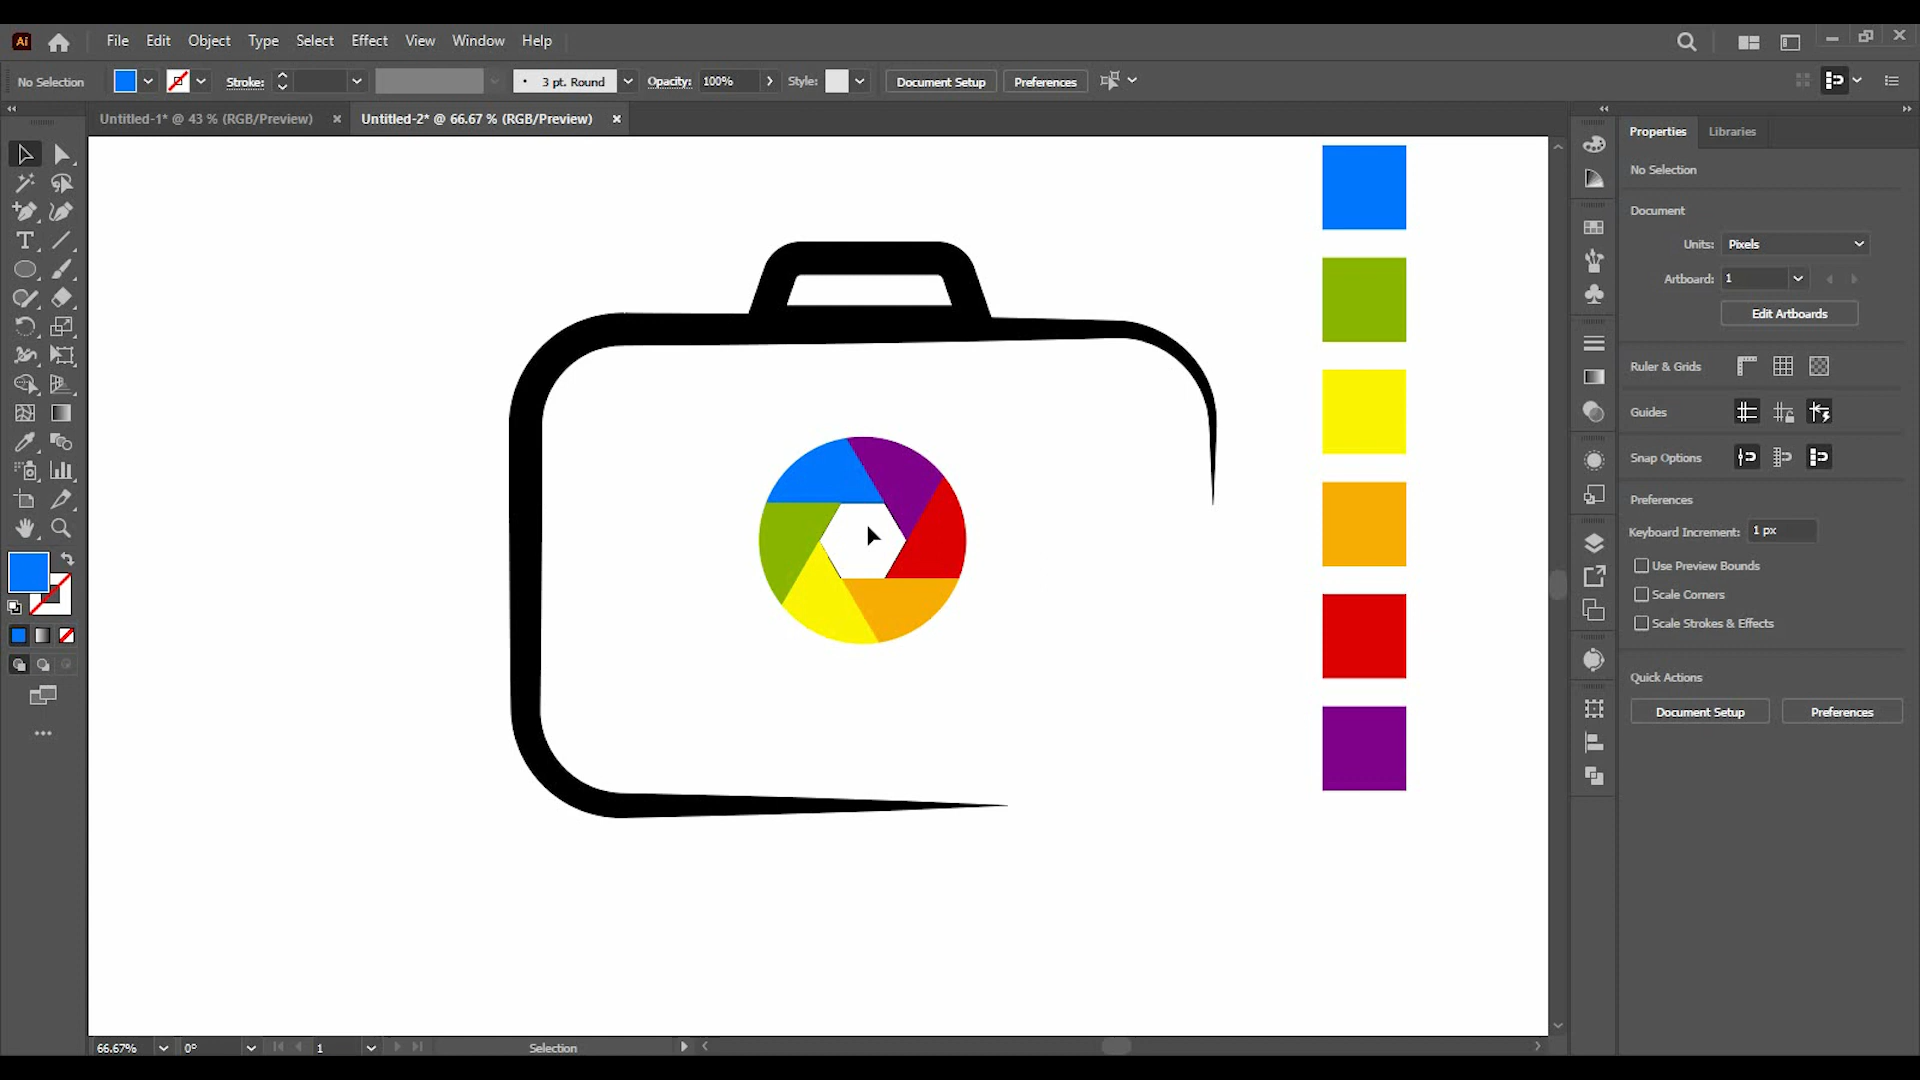 Ai File Edit Object Type Select Effect View Window Help
No Selection Stroke: 3 pt. Round Opacity: 100% Style: Document Setup Preferences
Untitled-1* @ 43 % (RGB/Preview) × Untitled-2* @ 66.67 % (RGB/Preview) ×
Properties Libraries
No Selection
Document
Units: Pixels
Artboard: 1
Edit Artboards
Ruler & Grids
Guides
Snap Options
Preferences
Keyboard Increment: 1 px
Use Preview Bounds
Scale Corners
Scale Strokes & Effects
Quick Actions
Document Setup Preferences
66.67% 0° 1 Selection